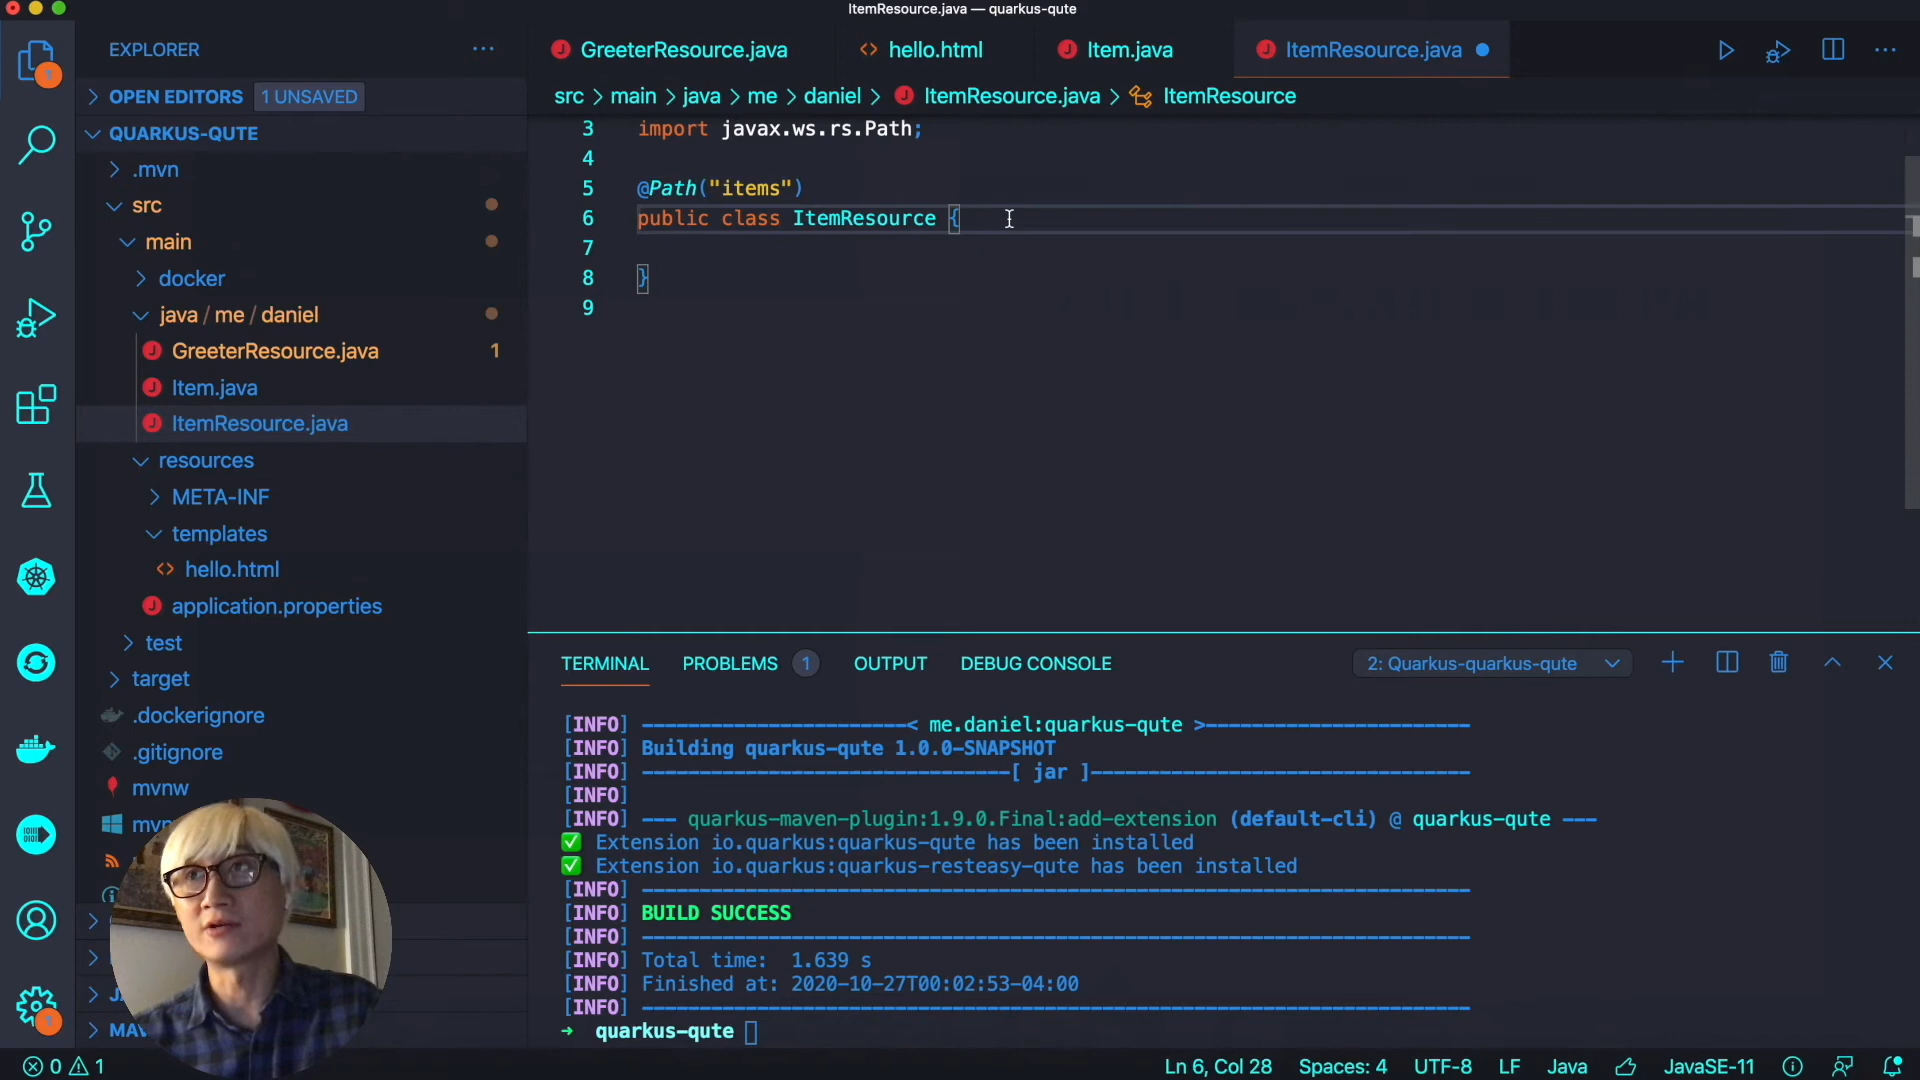 ItemResource.java — quarkus-qute
EXPLORER
OPEN EDITORS 1 UNSAVED
QUARKUS-QUTE
.mvn
src
main
docker
java / me / daniel
GreeterResource.java 1
Item.java
ItemResource.java
resources
META-INF
templates
hello.html
application.properties
test
target
.dockerignore
.gitignore
mvnw
MAV
1
1
GreeterResource.java
hello.html
Item.java
ItemResource.java
src > main > java > me > daniel > ItemResource.java > ItemResource
3 import javax.ws.rs.Path;
4
5 @Path("items")
6 public class ItemResource {
7
8 }
9
TERMINAL PROBLEMS 1 OUTPUT DEBUG CONSOLE 2: Quarkus-quarkus-qute
[INFO] -----------------------< me.daniel:quarkus-qute >-----------------------
[INFO] Building quarkus-qute 1.0.0-SNAPSHOT
[INFO] --------------------------------[ jar ]---------------------------------
[INFO]
[INFO] --- quarkus-maven-plugin:1.9.0.Final:add-extension (default-cli) @ quarkus-qute ---
✅ Extension io.quarkus:quarkus-qute has been installed
✅ Extension io.quarkus:quarkus-resteasy-qute has been installed
[INFO] ------------------------------------------------------------------------
[INFO] BUILD SUCCESS
[INFO] ------------------------------------------------------------------------
[INFO] Total time:  1.639 s
[INFO] Finished at: 2020-10-27T00:02:53-04:00
[INFO] ------------------------------------------------------------------------
→ quarkus-qute
0 1
Ln 6, Col 28 Spaces: 4 UTF-8 LF Java JavaSE-11